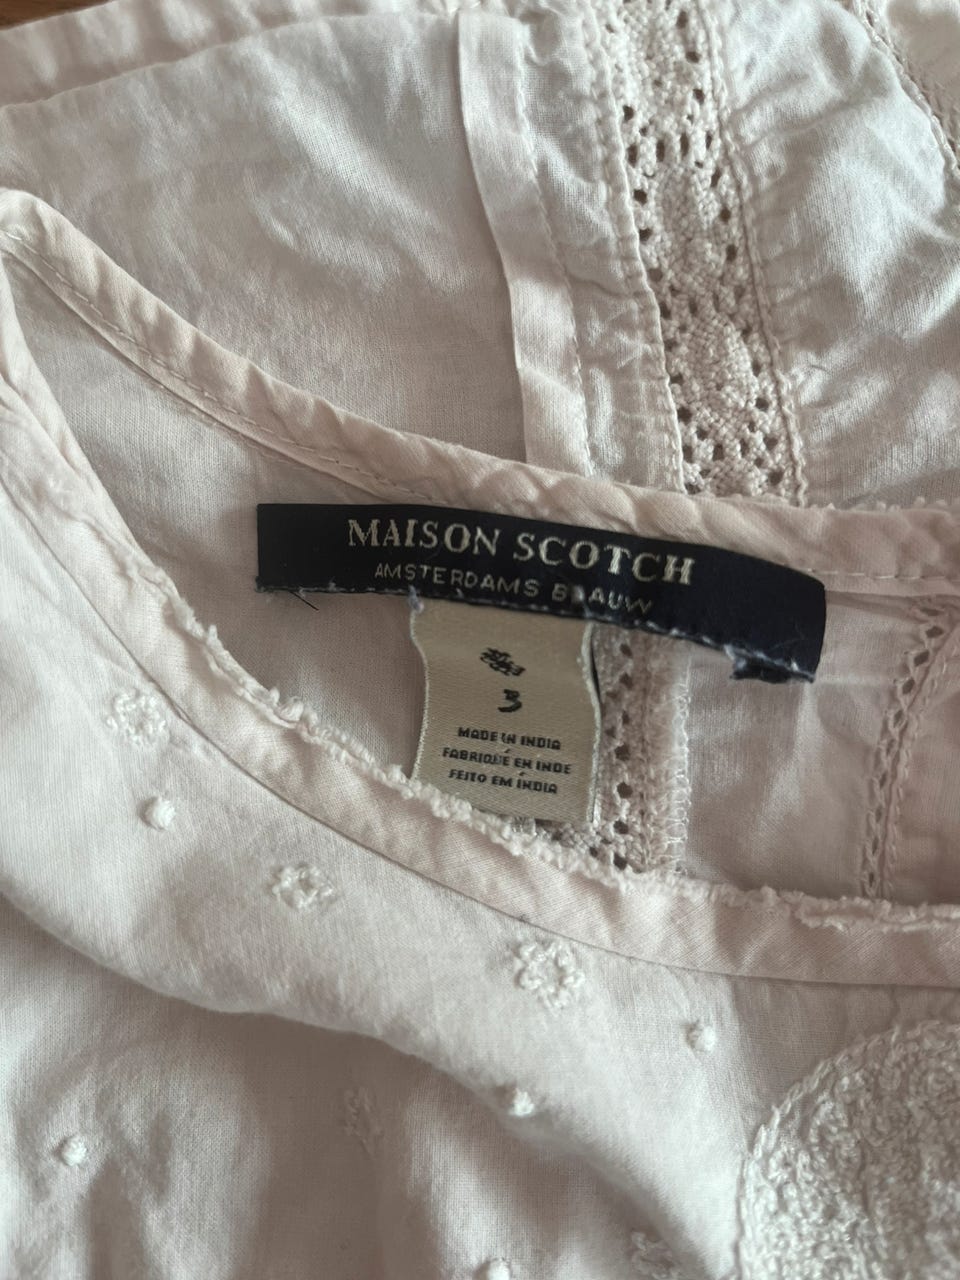 MAISON SCOTCH
AMSTERDAMS BLAUW
3
MADE IN INDIA
FABRIQUÉ EN INDE
FEITO EM ÍNDIA